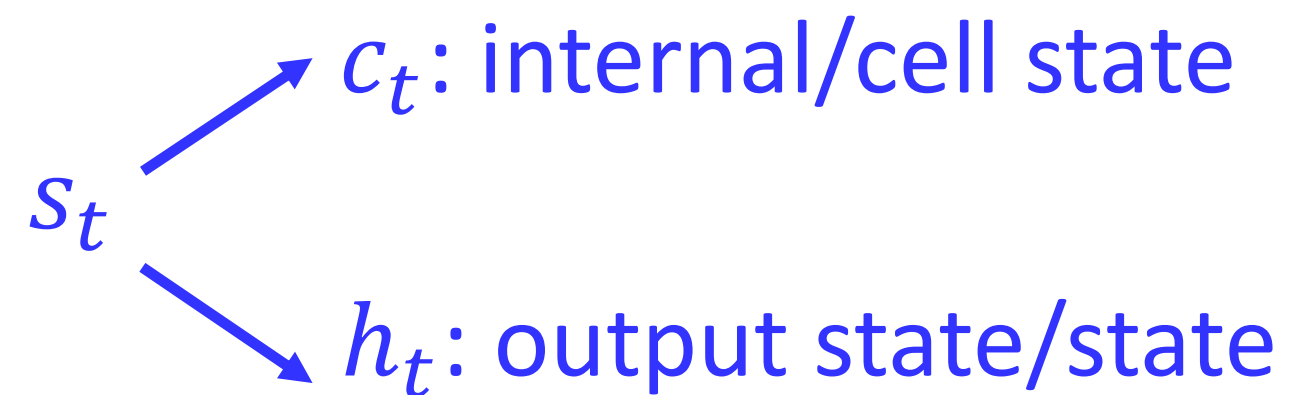 c_t: internal/cell state
s_t
h_t: output state/state